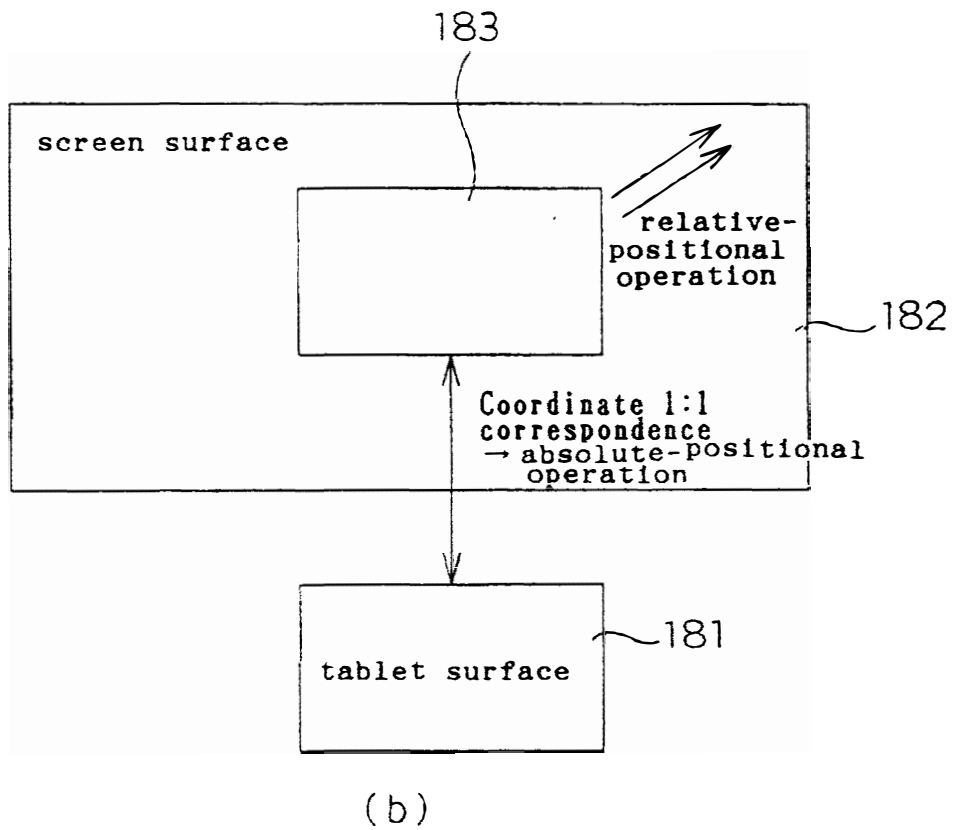 183
screen surface
relative-
positional
operation
182
Coordinate 1:1
correspondence
→ absolute-positional
operation
181
tablet surface
(b)